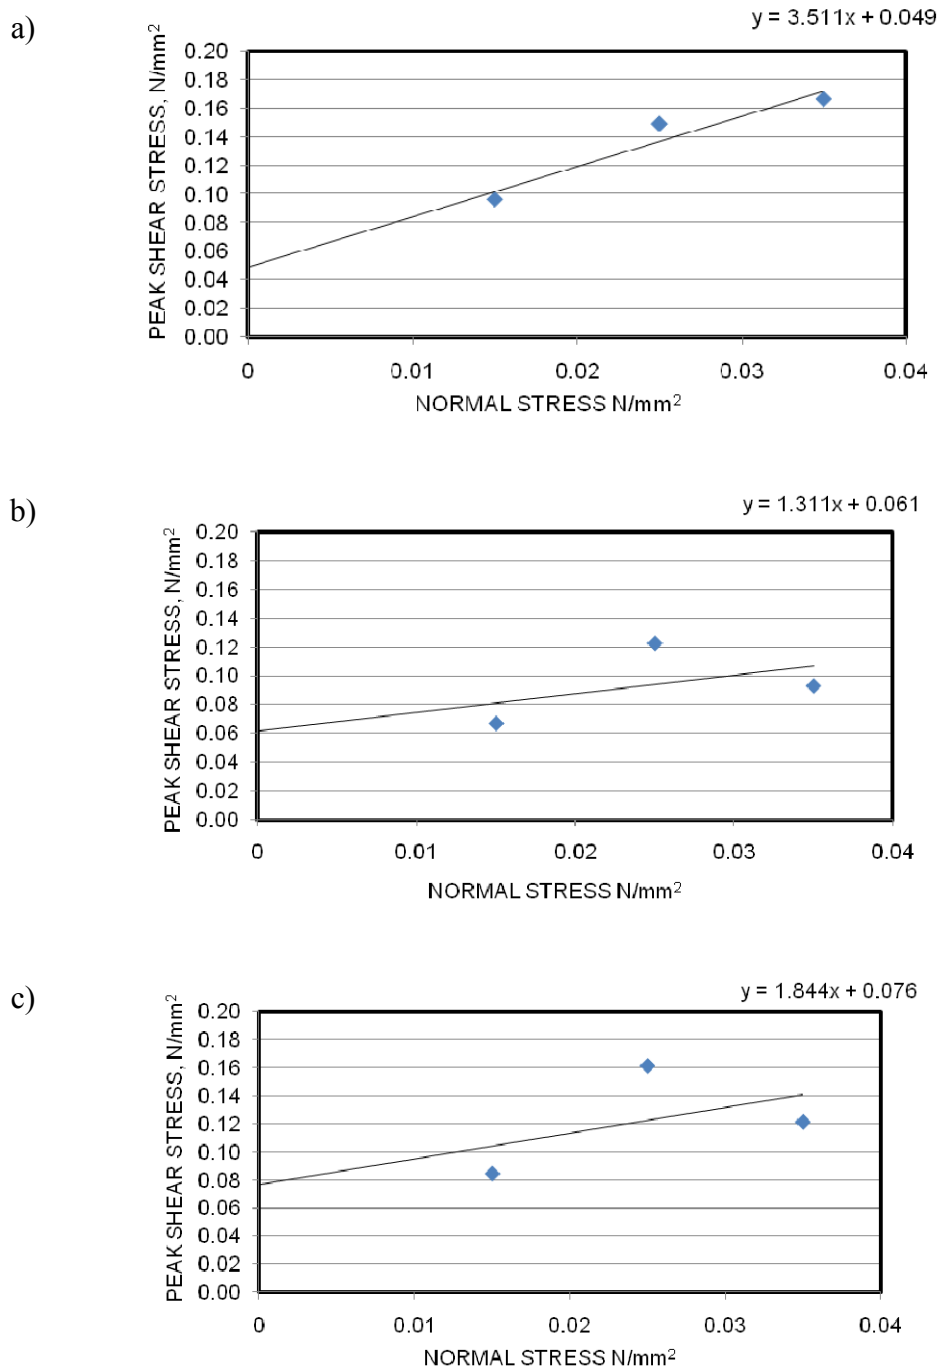 a)
y = 3.511x + 0.049
PEAK SHEAR STRESS, N/mm²
0.20
0.18
0.16
0.14
0.12
0.10
0.08
0.06
0.04
0.02
0.00
0 0.01 0.02 0.03 0.04
NORMAL STRESS N/mm²
b)
y = 1.311x + 0.061
PEAK SHEAR STRESS, N/mm²
0.20
0.18
0.16
0.14
0.12
0.10
0.08
0.06
0.04
0.02
0.00
0 0.01 0.02 0.03 0.04
NORMAL STRESS N/mm²
c)
y = 1.844x + 0.076
PEAK SHEAR STRESS, N/mm²
0.20
0.18
0.16
0.14
0.12
0.10
0.08
0.06
0.04
0.02
0.00
0 0.01 0.02 0.03 0.04
NORMAL STRESS N/mm²